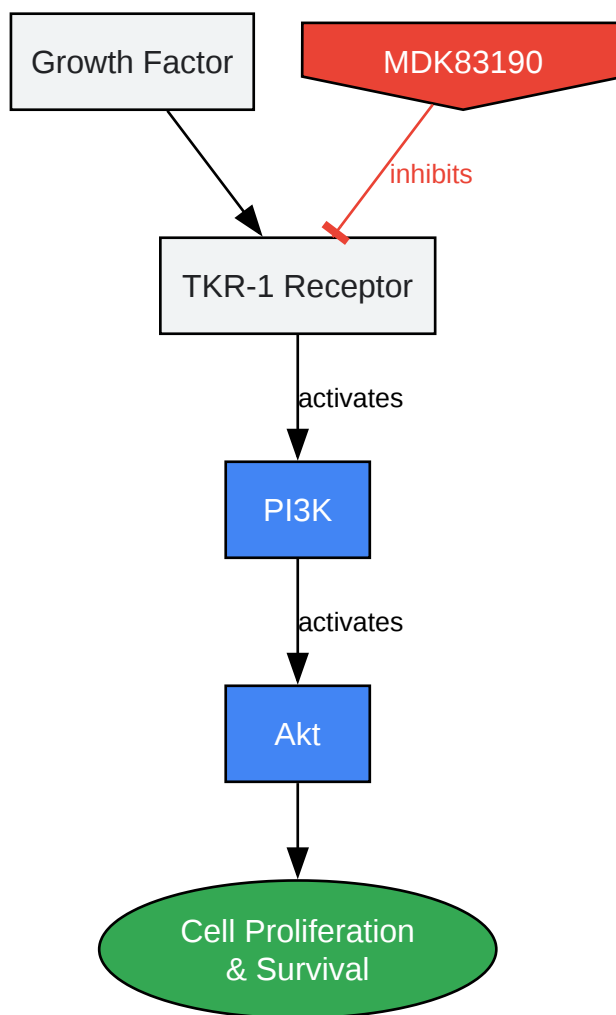 Growth Factor
MDK83190
inhibits
TKR-1 Receptor
activates
PI3K
activates
Akt
Cell Proliferation
& Survival